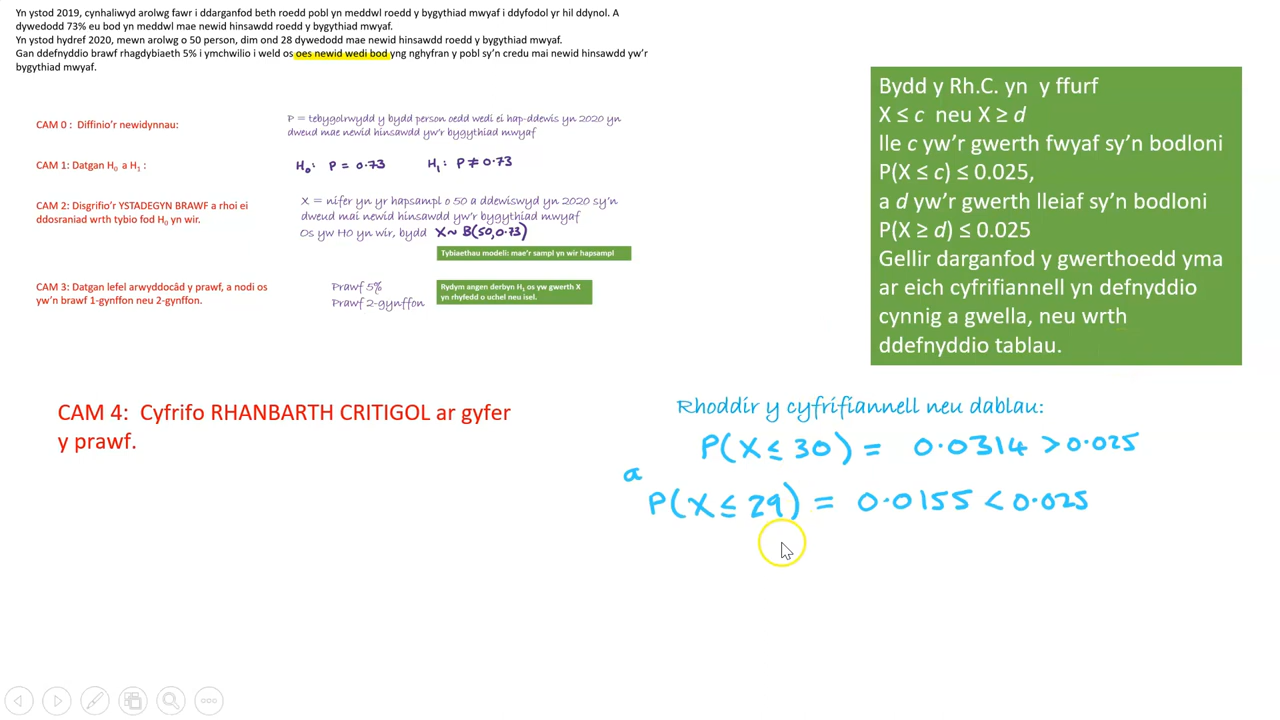 Yn ystod 2019, cynhaliwyd arolwg fawr i ddarganfod beth roedd pobl yn meddwl roedd y bygythiad mwyaf i ddyfodol yr hil ddynol. A
dywedodd 73% eu bod yn meddwl mae newid hinsawdd roedd y bygythiad mwyaf.
Yn ystod hydref 2020, mewn arolwg o 50 person, dim ond 28 dywedodd mae newid hinsawdd roedd y bygythiad mwyaf.
Gan ddefnyddio brawf rhagdybiaeth 5% i ymchwilio i weld os oes newid wedi bod yng nghyfran y pobl sy'n credu mai newid hinsawdd yw'r
bygythiad mwyaf.
CAM 0 : Diffinio'r newidynnau:
P = tebygolrwydd y bydd person oedd wedi ei hap-ddewis yn 2020 yn
dweud mae newid hinsawdd yw'r bygythiad mwyaf
CAM 1: Datgan H₀ a H₁ :
H₀: P = 0.73 H₁: P ≠ 0.73
CAM 2: Disgrifio'r YSTADEGYN BRAWF a rhoi ei
ddosraniad wrth tybio fod H₀ yn wir.
X = nifer yn yr hapsampl o 50 a ddewiswyd yn 2020 sy'n
dweud mai newid hinsawdd yw'r bygythiad mwyaf
Os yw H0 yn wir, bydd X ~ B(50, 0.73)
Tybiaethau modeli: mae'r sampl yn wir hapsampl
CAM 3: Datgan lefel arwyddocâd y prawf, a nodi os
yw'n brawf 1-gynffon neu 2-gynffon.
Prawf 5%
Prawf 2-gynffon
Rydym angen derbyn H₁ os yw gwerth X
yn rhyfedd o uchel neu isel.
Bydd y Rh.C. yn y ffurf
X ≤ c neu X ≥ d
lle c yw'r gwerth fwyaf sy'n bodloni
P(X ≤ c) ≤ 0.025,
a d yw'r gwerth lleiaf sy'n bodloni
P(X ≥ d) ≤ 0.025
Gellir darganfod y gwerthoedd yma
ar eich cyfrifiannell yn defnyddio
cynnig a gwella, neu wrth
ddefnyddio tablau.
CAM 4: Cyfrifo RHANBARTH CRITIGOL ar gyfer
y prawf.
Rhoddir y cyfrifiannell neu dablau:
P(X ≤ 30) = 0.0314 > 0.025
a
P(X ≤ 29) = 0.0155 < 0.025